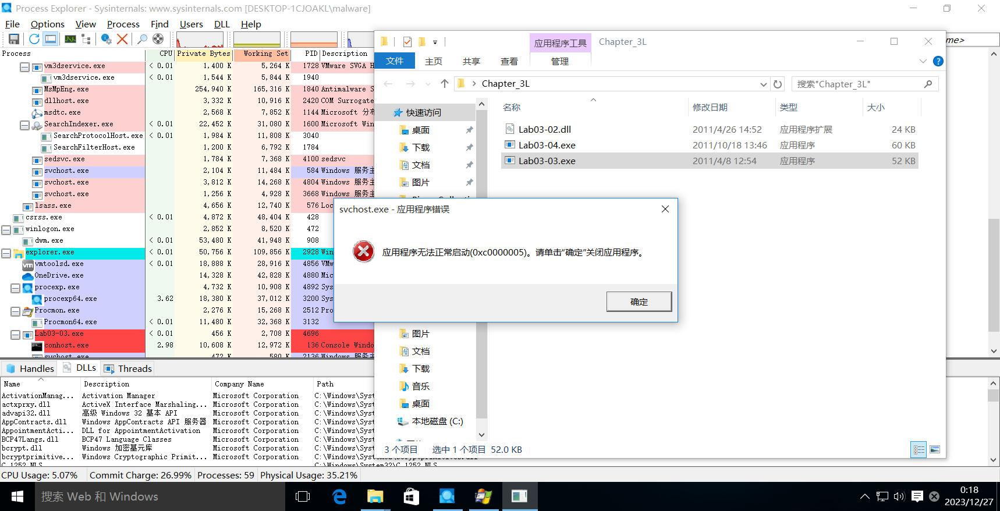 Process Explorer - Sysinternals: www.sysinternals.com [DESKTOP-1CJOAKL\malware]
File Options View Process Find Users DLL Help
Process CPU Private Bytes Working Set PID Description
vm3dservice.exe < 0.01 1,400 K 5,264 K 1728 VMware SVGA H
vm3dservice.exe < 0.01 1,544 K 5,844 K 1940
MsMpEng.exe 254,940 K 165,316 K 1840 Antimalware S
dllhost.exe 3,332 K 10,916 K 2420 COM Surrogate
msdtc.exe 2,568 K 7,852 K 1144 Microsoft 分布
SearchIndexer.exe < 0.01 22,452 K 31,080 K 1600 Microsoft Win
SearchProtocolHost.exe < 0.01 1,984 K 11,808 K 3040
SearchFilterHost.exe 1,200 K 6,792 K 1784
sedsvc.exe 1,784 K 7,368 K 4100 sedsvc
svchost.exe 2,104 K 11,484 K 584 Windows 服务主
svchost.exe 3,812 K 14,268 K 4804 Windows 服务主
svchost.exe 1,256 K 4,928 K 3668 Windows 服务主
lsass.exe 4,656 K 12,740 K 576 Loc
csrss.exe < 0.01 4,872 K 48,404 K 428
winlogon.exe 2,852 K 8,520 K 472
dwm.exe < 0.01 53,480 K 41,948 K 908
explorer.exe < 0.01 50,756 K 109,856 K 2928 Win
vmtoolsd.exe < 0.01 18,888 K 28,916 K 4856 VMw
OneDrive.exe 14,328 K 42,828 K 4880 Mic
procexp.exe 4,732 K 10,908 K 4892 Sys
procexp64.exe 3.62 18,380 K 37,012 K 3200 Sys
Procmon.exe 2,276 K 15,268 K 2512 Pro
Procmon64.exe < 0.01 11,480 K 32,368 K 3132
Lab03-03.exe < 0.01 456 K 2,708 K 4696
conhost.exe 2.98 10,608 K 12,972 K 136 Console Windo
svchost.exe 472 K 580 K 2136 Windows 服务主
Handles DLLs Threads
Name Description Company Name Path
ActivationManag... Activation Manager Microsoft Corporation C:\Windows\Syst
actxprxy.dll ActiveX Interface Marshaling... Microsoft Corporation C:\Windows\Syst
advapi32.dll 高级 Windows 32 基本 API Microsoft Corporation C:\Windows\Syst
AppContracts.dll Windows AppContracts API 服务器 Microsoft Corporation C:\Windows\Syst
AppointmentActi... DLL for AppointmentActivation Microsoft Corporation C:\Windows\Syst
BCP47Langs.dll BCP47 Language Classes Microsoft Corporation C:\Windows\Syst
bcrypt.dll Windows 加密基元库 Microsoft Corporation C:\Windows\Syst
bcryptprimitive... Windows Cryptographic Primit... Microsoft Corporation C:\Windows\System32\bcryptprimitives.dll
C_1252.NLS C:\Windows\System32\C_1252.NLS
CPU Usage: 5.07% Commit Charge: 26.99% Processes: 59 Physical Usage: 35.21%
应用程序工具 Chapter_3L
文件 主页 共享 查看 管理
Chapter_3L
搜索"Chapter_3L"
me>
名称 修改日期 类型 大小
Lab03-02.dll 2011/4/26 14:52 应用程序扩展 24 KB
Lab03-04.exe 2011/10/18 13:46 应用程序 60 KB
Lab03-03.exe 2011/4/8 12:54 应用程序 52 KB
快速访问
桌面
下载
文档
图片
图片
文档
下载
音乐
桌面
本地磁盘 (C:)
3 个项目 选中 1 个项目 52.0 KB
svchost.exe - 应用程序错误
应用程序无法正常启动(0xc0000005)。请单击“确定”关闭应用程序。
确定
搜索 Web 和 Windows
0:18
2023/12/27